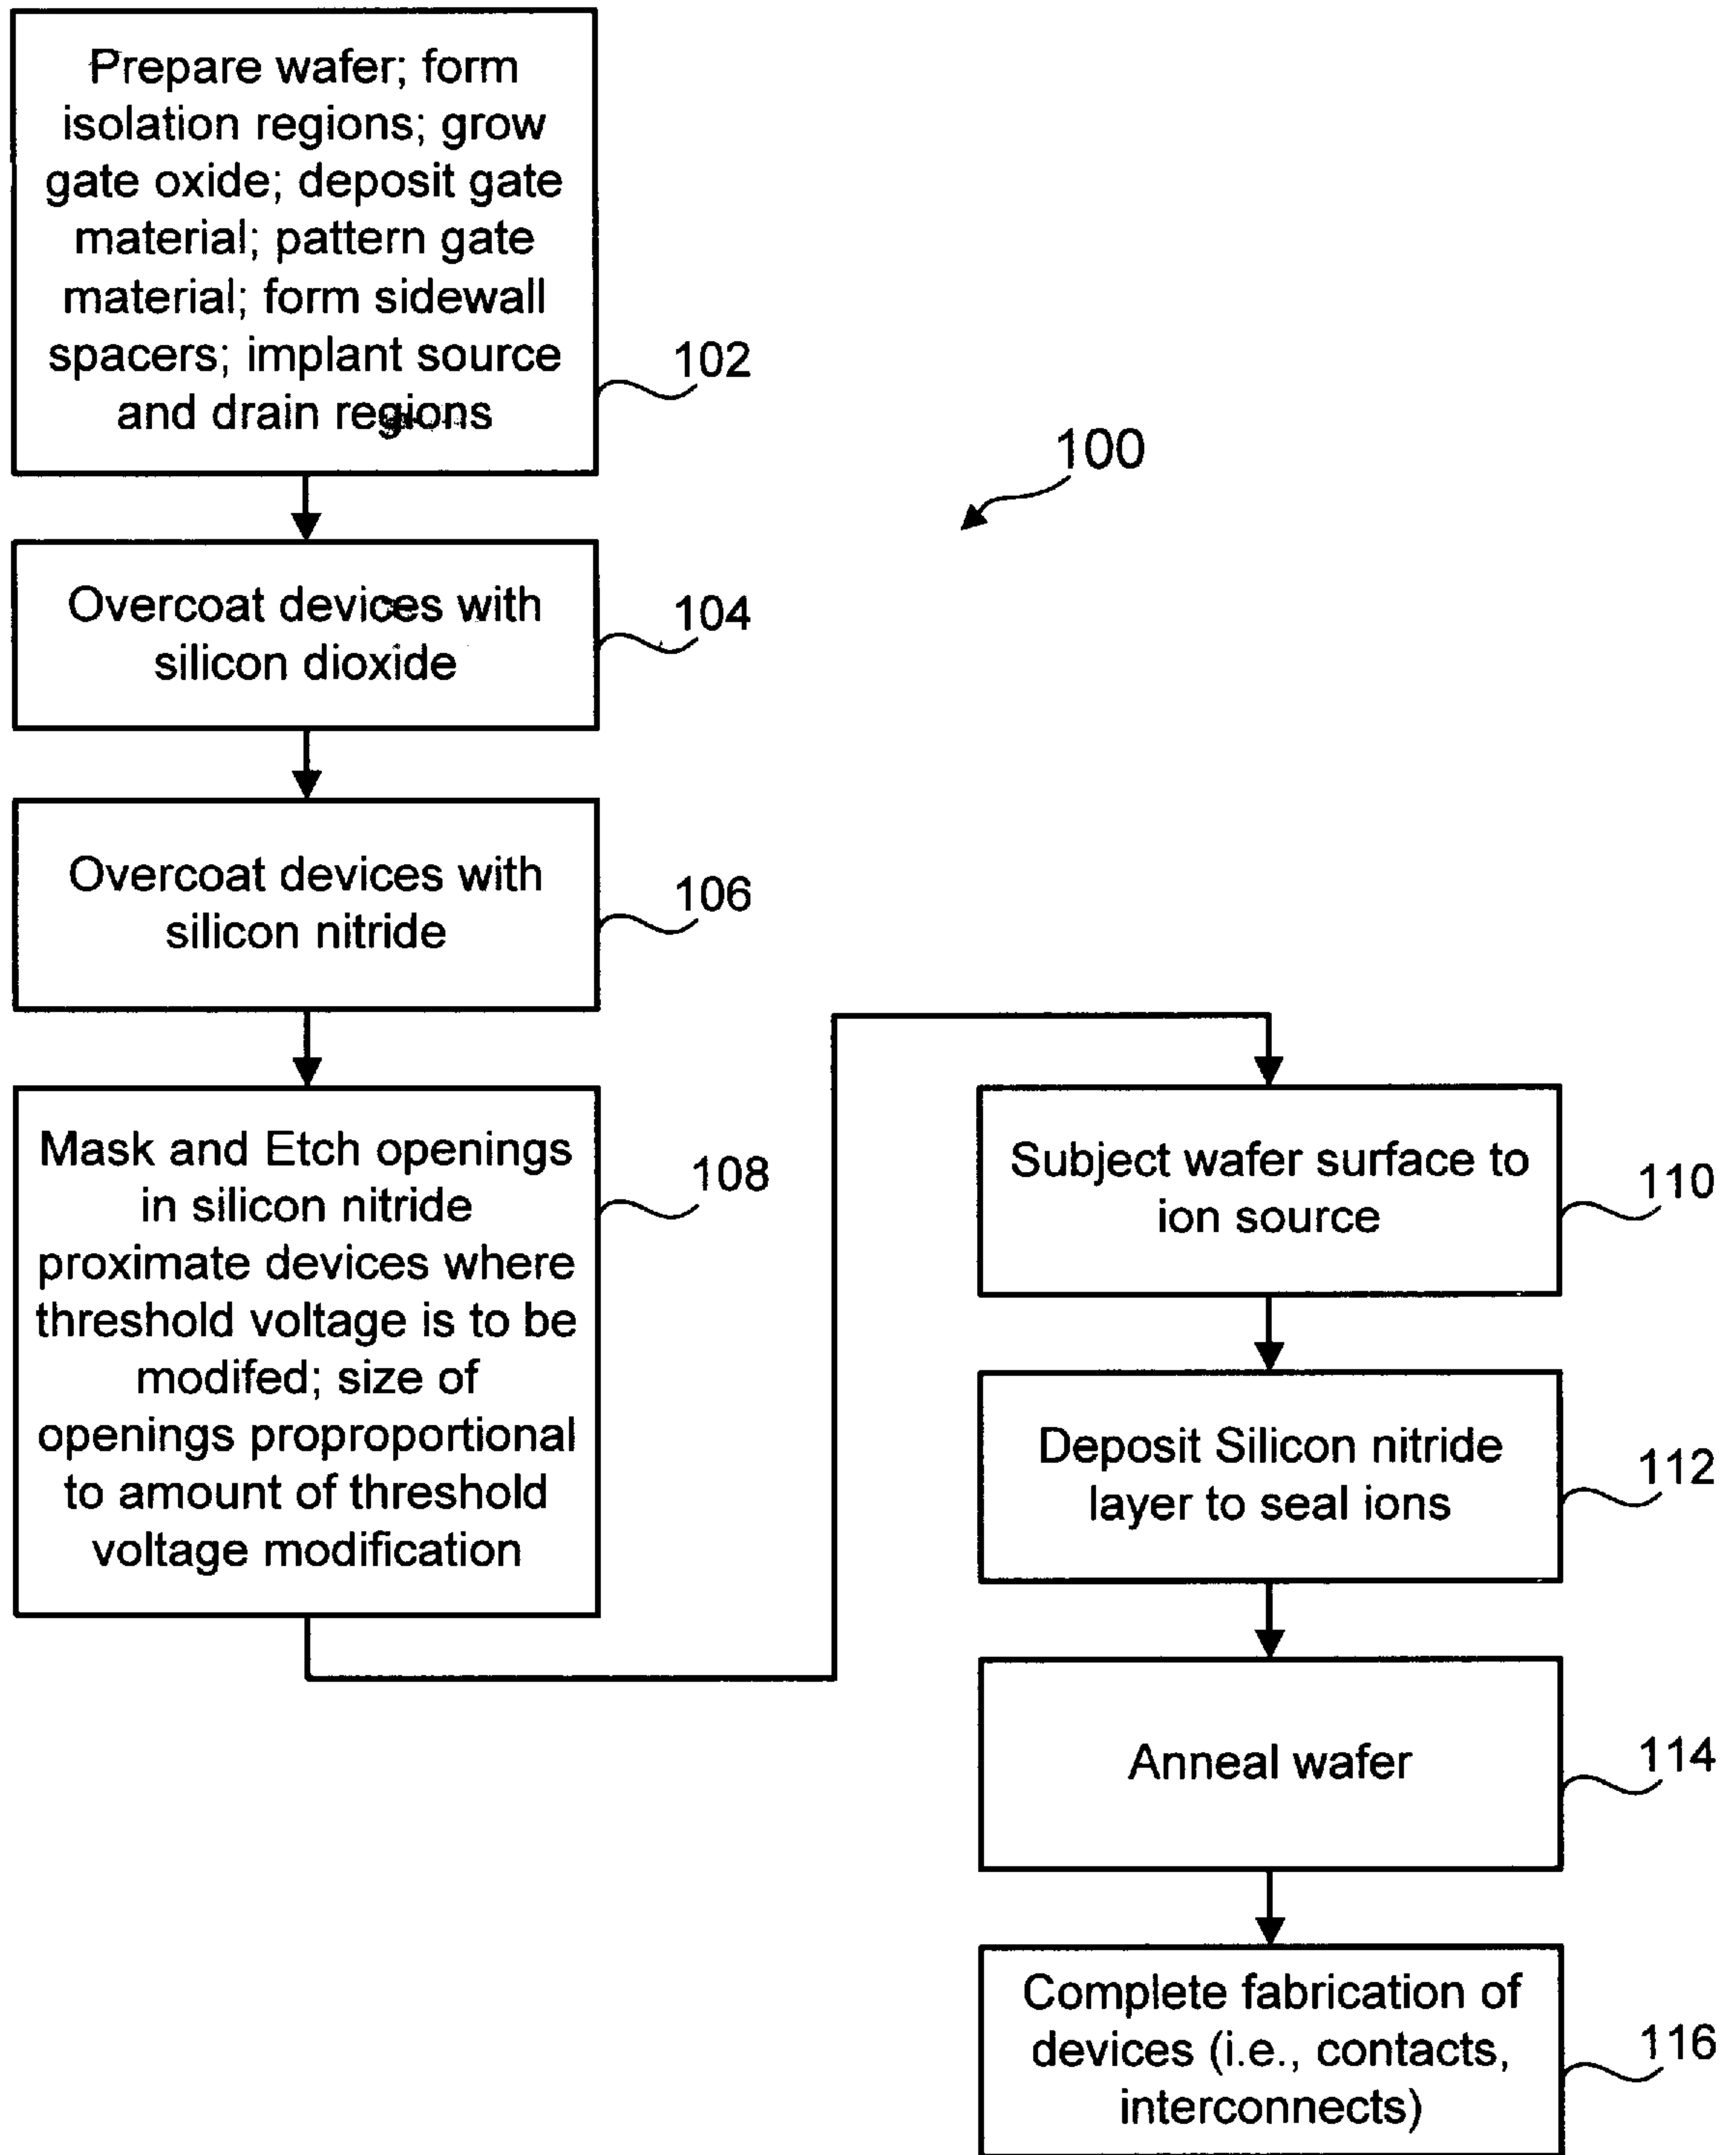 Prepare wafer; form
isolation regions; grow
gate oxide; deposit gate
material; pattern gate
material; form sidewall
spacers; implant source
and drain regions
102
100
Overcoat devices with
silicon dioxide
104
Overcoat devices with
silicon nitride
106
Mask and Etch openings
in silicon nitride
proximate devices where
threshold voltage is to be
modifed; size of
openings proproportional
to amount of threshold
voltage modification
108
Subject wafer surface to
ion source
110
Deposit Silicon nitride
layer to seal ions
112
Anneal wafer
114
Complete fabrication of
devices (i.e., contacts,
interconnects)
116